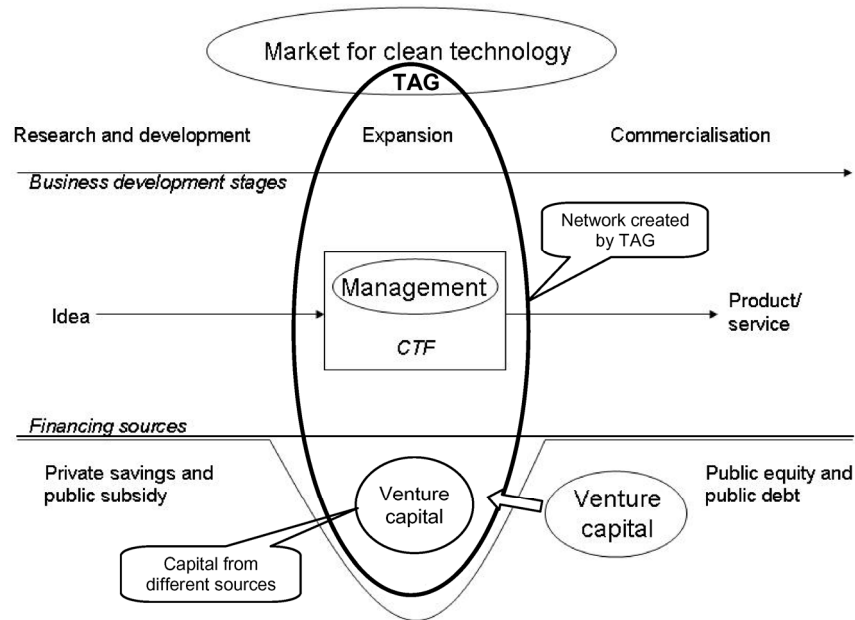 Market for clean technology
TAG
Research and development
Expansion
Commercialisation
Business development stages
Network created
by TAG
Management
Idea
CTF
Product/
service
Financing sources
Private savings and
public subsidy
Venture
capital
Venture
capital
Public equity and
public debt
Capital from
different sources